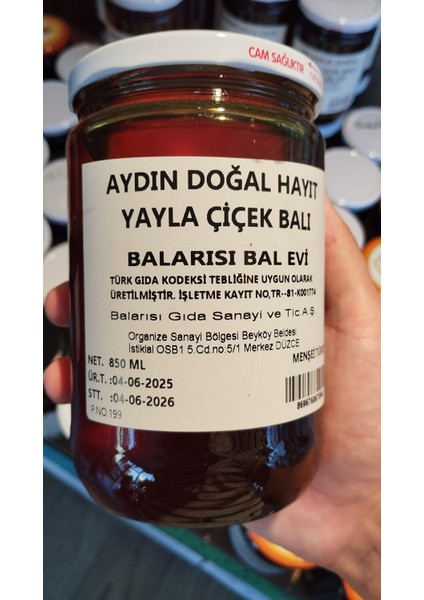 CAM SAĞLIKTIR
AYDIN DOĞAL HAYIT
YAYLA ÇİÇEK BALI
BALARISI BAL EVİ
TÜRK GIDA KODEKSİ TEBLİĞİNE UYGUN OLARAK
ÜRETİLMİŞTİR. İŞLETME KAYIT NO,TR--81-K001774
Balarısı Gıda Sanayi ve Tic.A.Ş.
Organize Sanayi Bölgesi Beyköy Beldesi
İstiklal OSB1 5.Cd.no:5/1 Merkez DÜZCE
MENŞEİ
NET. 850 ML
ÜR.T. :04-06-2025
STT. :04-06-2026
P.NO.199